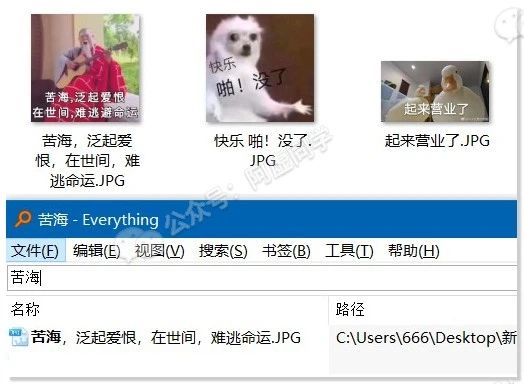 苦海,泛起爱恨
在世间,难逃避命运
快乐
啪！没了
起来营业了
苦海，泛起爱
恨，在世间，难
逃命运.JPG
快乐 啪！没了.
JPG
起来营业了.JPG
公众号：阿虚同学
苦海 - Everything
文件(F) 编辑(E) 视图(V) 搜索(S) 书签(B) 工具(T) 帮助(H)
苦海
名称 路径
苦海，泛起爱恨，在世间，难逃命运.JPG C:\Users\666\Desktop\新